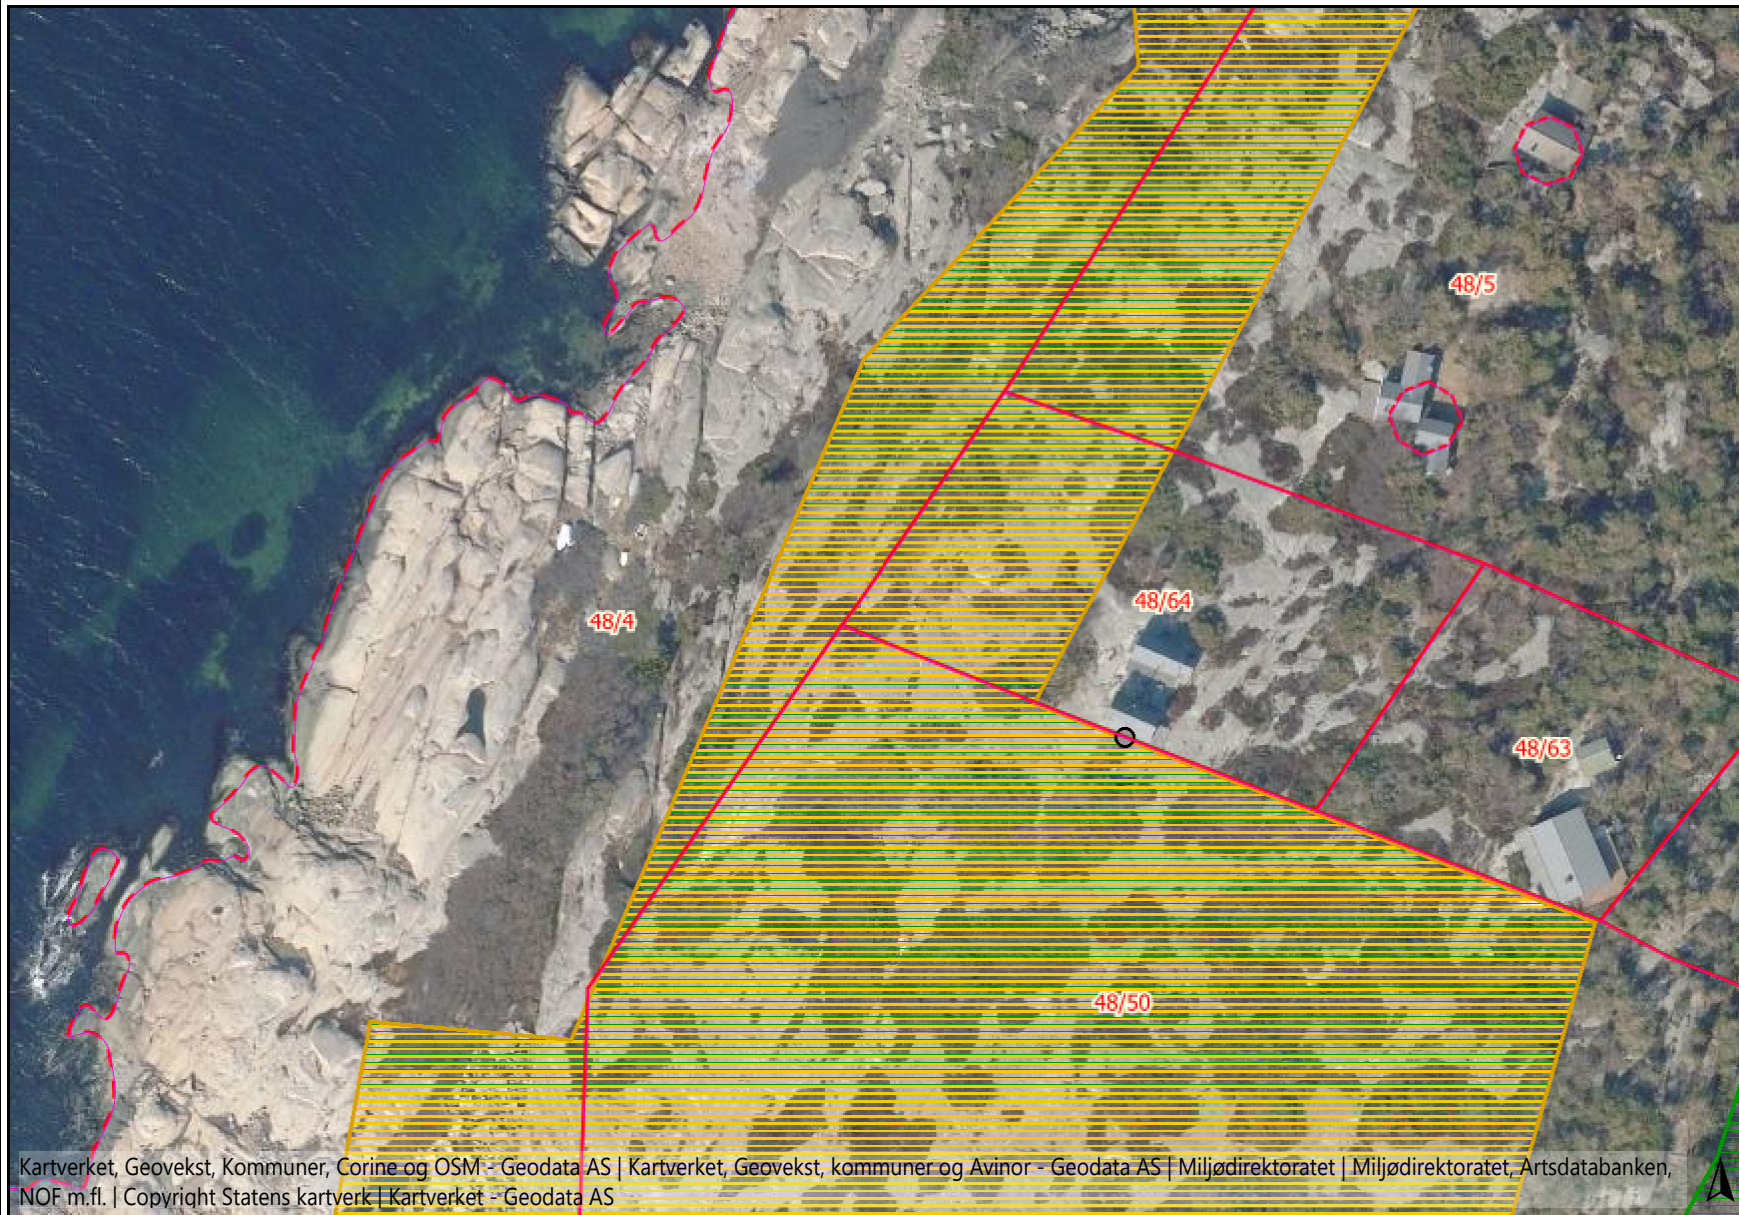 48/5
48/64
48/4
48/63
48/50
Kartverket, Geovekst, Kommuner, Corine og OSM - Geodata AS | Kartverket, Geovekst, kommuner og Avinor - Geodata AS | Miljødirektoratet | Miljødirektoratet, Artsdatabanken,
NOF m.fl. | Copyright Statens kartverk | Kartverket - Geodata AS